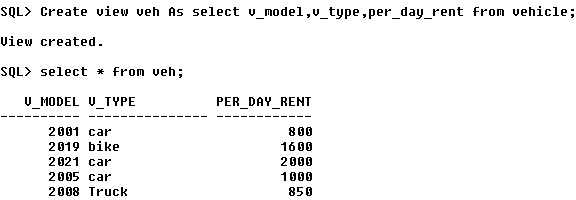 SQL> Create view veh As select v_model,v_type,per_day_rent from vehicle;
View created.
SQL> select * from veh;
V_MODEL V_TYPE PER_DAY_RENT
---------- --------------- ------------
2001 car 800
2019 bike 1600
2021 car 2000
2005 car 1000
2008 Truck 850